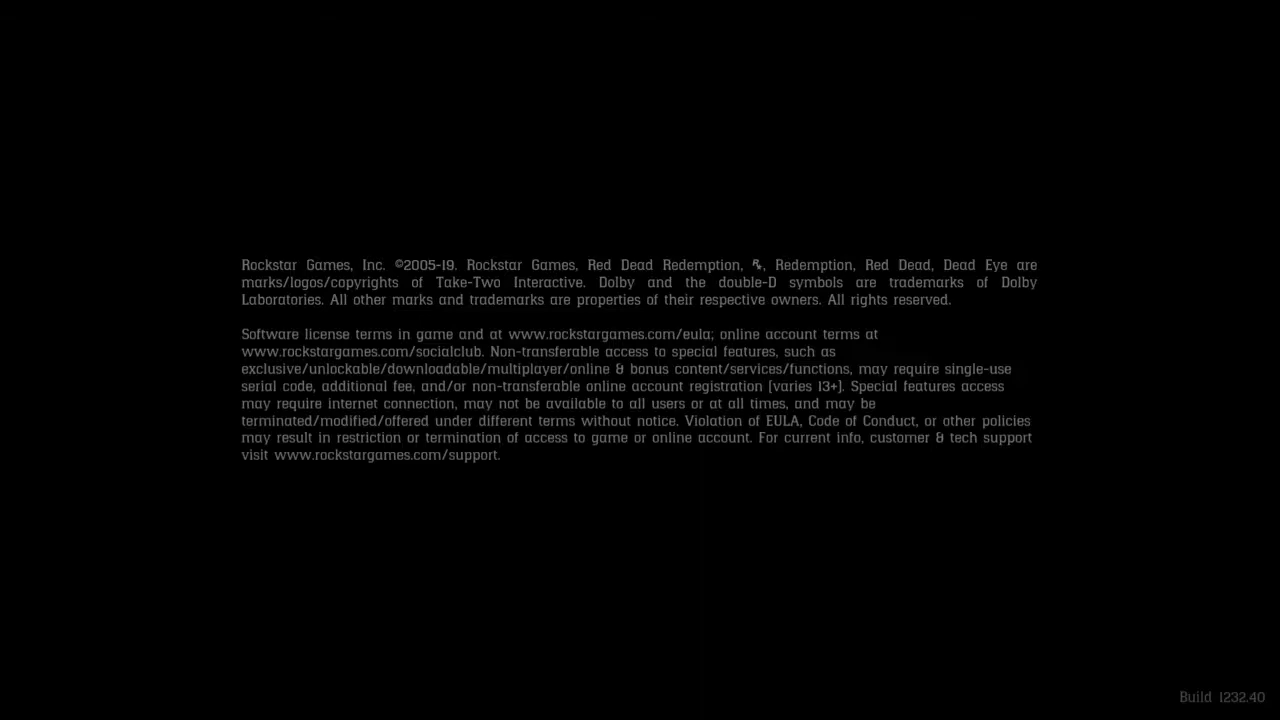 Rockstar Games, Inc. ©2005-19. Rockstar Games, Red Dead Redemption, , Redemption, Red Dead, Dead Eye are
marks/logos/copyrights of Take-Two Interactive. Dolby and the double-D symbols are trademarks of Dolby
Laboratories. All other marks and trademarks are properties of their respective owners. All rights reserved.
Software license terms in game and at www.rockstargames.com/eula; online account terms at
www.rockstargames.com/socialclub. Non-transferable access to special features, such as
exclusive/unlockable/downloadable/multiplayer/online & bonus content/services/functions, may require single-use
serial code, additional fee, and/or non-transferable online account registration (varies 13+). Special features access
may require internet connection, may not be available to all users or at all times, and may be
terminated/modified/offered under different terms without notice. Violation of EULA, Code of Conduct, or other policies
may result in restriction or termination of access to game or online account. For current info, customer & tech support
visit www.rockstargames.com/support.
Build 1232.40